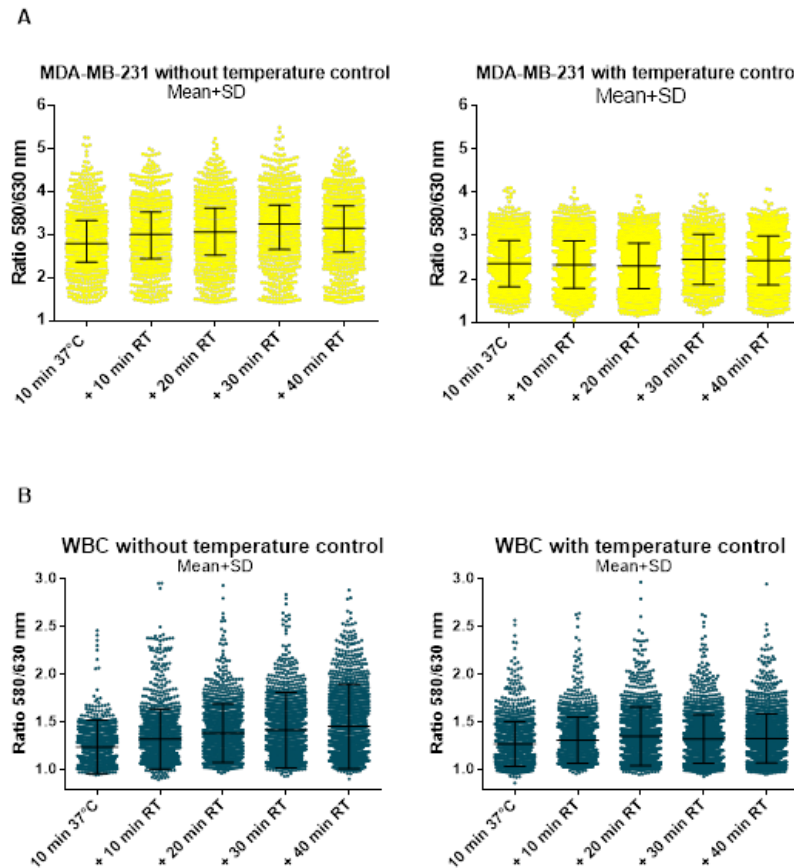 A
MDA-MB-231 without temperature control
Mean+SD
Ratio 580/630 nm
6
5
4
3
2
1
10 min 37°C
+ 10 min RT
+ 20 min RT
+ 30 min RT
+ 40 min RT
MDA-MB-231 with temperature contro
Mean+SD
Ratio 580/630 nm
6
5
4
3
2
1
10 min 37°C
+ 10 min RT
+ 20 min RT
+ 30 min RT
+ 40 min RT
B
WBC without temperature control
Mean+SD
Ratio 580/630 nm
3.0
2.5
2.0
1.5
1.0
10 min 37°C
+ 10 min RT
+ 20 min RT
+ 30 min RT
+ 40 min RT
WBC with temperature control
Mean+SD
Ratio 580/630 nm
3.0
2.5
2.0
1.5
1.0
10 min 37°C
+ 10 min RT
+ 20 min RT
+ 30 min RT
+ 40 min RT